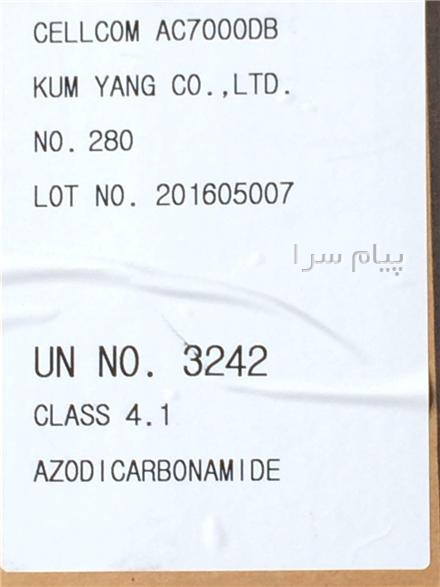 CELLCOM AC7000DB
KUM YANG CO.,LTD.
NO. 280
LOT NO. 201605007
پیام سرا
UN NO. 3242
CLASS 4.1
AZODICARBONAMIDE